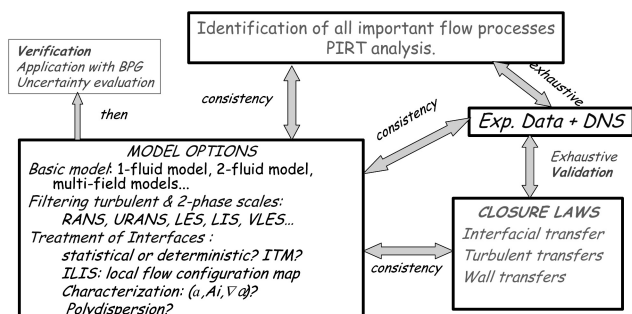 Identification of all important flow processes
PIRT analysis.
Verification
Application with BPG
Uncertainty evaluation
then
consistency
exhaustive
consistency
Exp. Data + DNS
Exhaustive
Validation
MODEL OPTIONS
Basic model: 1-fluid model, 2-fluid model,
multi-field models...
Filtering turbulent & 2-phase scales:
RANS, URANS, LES, LIS, VLES...
Treatment of Interfaces :
statistical or deterministic? ITM?
ILIS: local flow configuration map
Characterization: (α,Ai,∇α)?
Polydispersion?
consistency
CLOSURE LAWS
Interfacial transfer
Turbulent transfers
Wall transfers